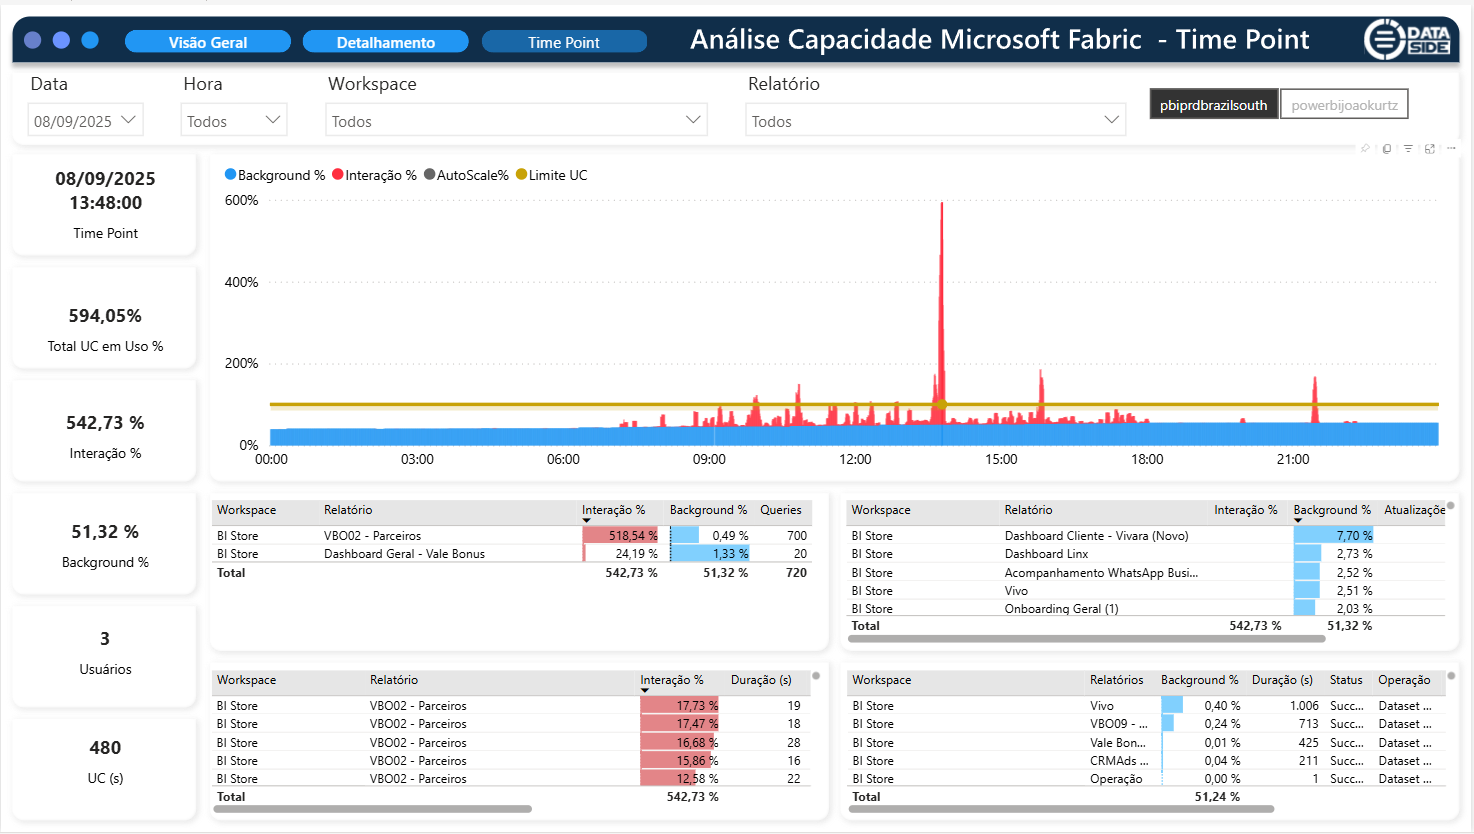 Visão Geral
Detalhamento
Time Point
Análise Capacidade Microsoft Fabric - Time Point
DATA
SIDE
Data
Hora
Workspace
Relatório
08/09/2025
Todos
Todos
Todos
pbiprdbrazilsouth
powerbijoaokurtz
08/09/2025
13:48:00
Time Point
594,05%
Total UC em Uso %
542,73 %
Interação %
51,32 %
Background %
3
Usuários
480
UC (s)
Background % Interação % AutoScale% Limite UC
600%
400%
200%
0%
00:00 03:00 06:00 09:00 12:00 15:00 18:00 21:00
Workspace Relatório Interação % Background % Queries
BI Store VBO02 - Parceiros 518,54 % 0,49 % 700
BI Store Dashboard Geral - Vale Bonus 24,19 % 1,33 % 20
Total 542,73 % 51,32 % 720
Workspace Relatório Interação % Background % Atualizaçõe
BI Store Dashboard Cliente - Vivara (Novo) 7,70 %
BI Store Dashboard Linx 2,73 %
BI Store Acompanhamento WhatsApp Busi... 2,52 %
BI Store Vivo 2,51 %
BI Store Onboarding Geral (1) 2,03 %
Total 542,73 % 51,32 %
Workspace Relatório Interação % Duração (s)
BI Store VBO02 - Parceiros 17,73 % 19
BI Store VBO02 - Parceiros 17,47 % 18
BI Store VBO02 - Parceiros 16,68 % 28
BI Store VBO02 - Parceiros 15,86 % 16
BI Store VBO02 - Parceiros 12,58 % 22
Total 542,73 %
Workspace Relatórios Background % Duração (s) Status Operação
BI Store Vivo 0,40 % 1.006 Succ... Dataset ...
BI Store VBO09 - ... 0,24 % 713 Succ... Dataset ...
BI Store Vale Bon... 0,01 % 425 Succ... Dataset ...
BI Store CRMAds ... 0,04 % 211 Succ... Dataset ...
BI Store Operação 0,00 % 1 Succ... Dataset ...
Total 51,24 %